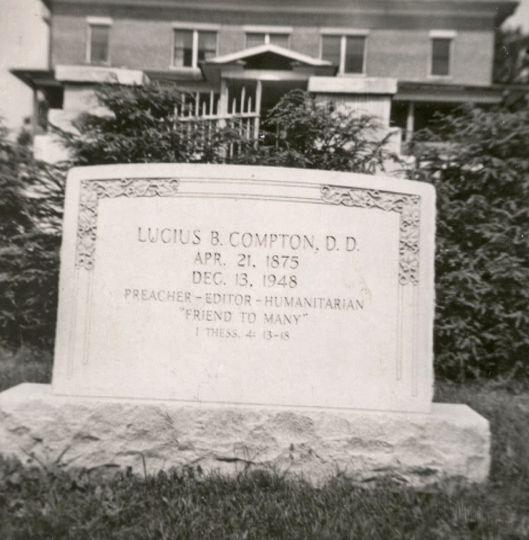 LUCIUS B. COMPTON, D. D.
APR. 21, 1875
DEC. 13, 1948
PREACHER - EDITOR - HUMANITARIAN
"FRIEND TO MANY"
I THESS. 4: 13-18